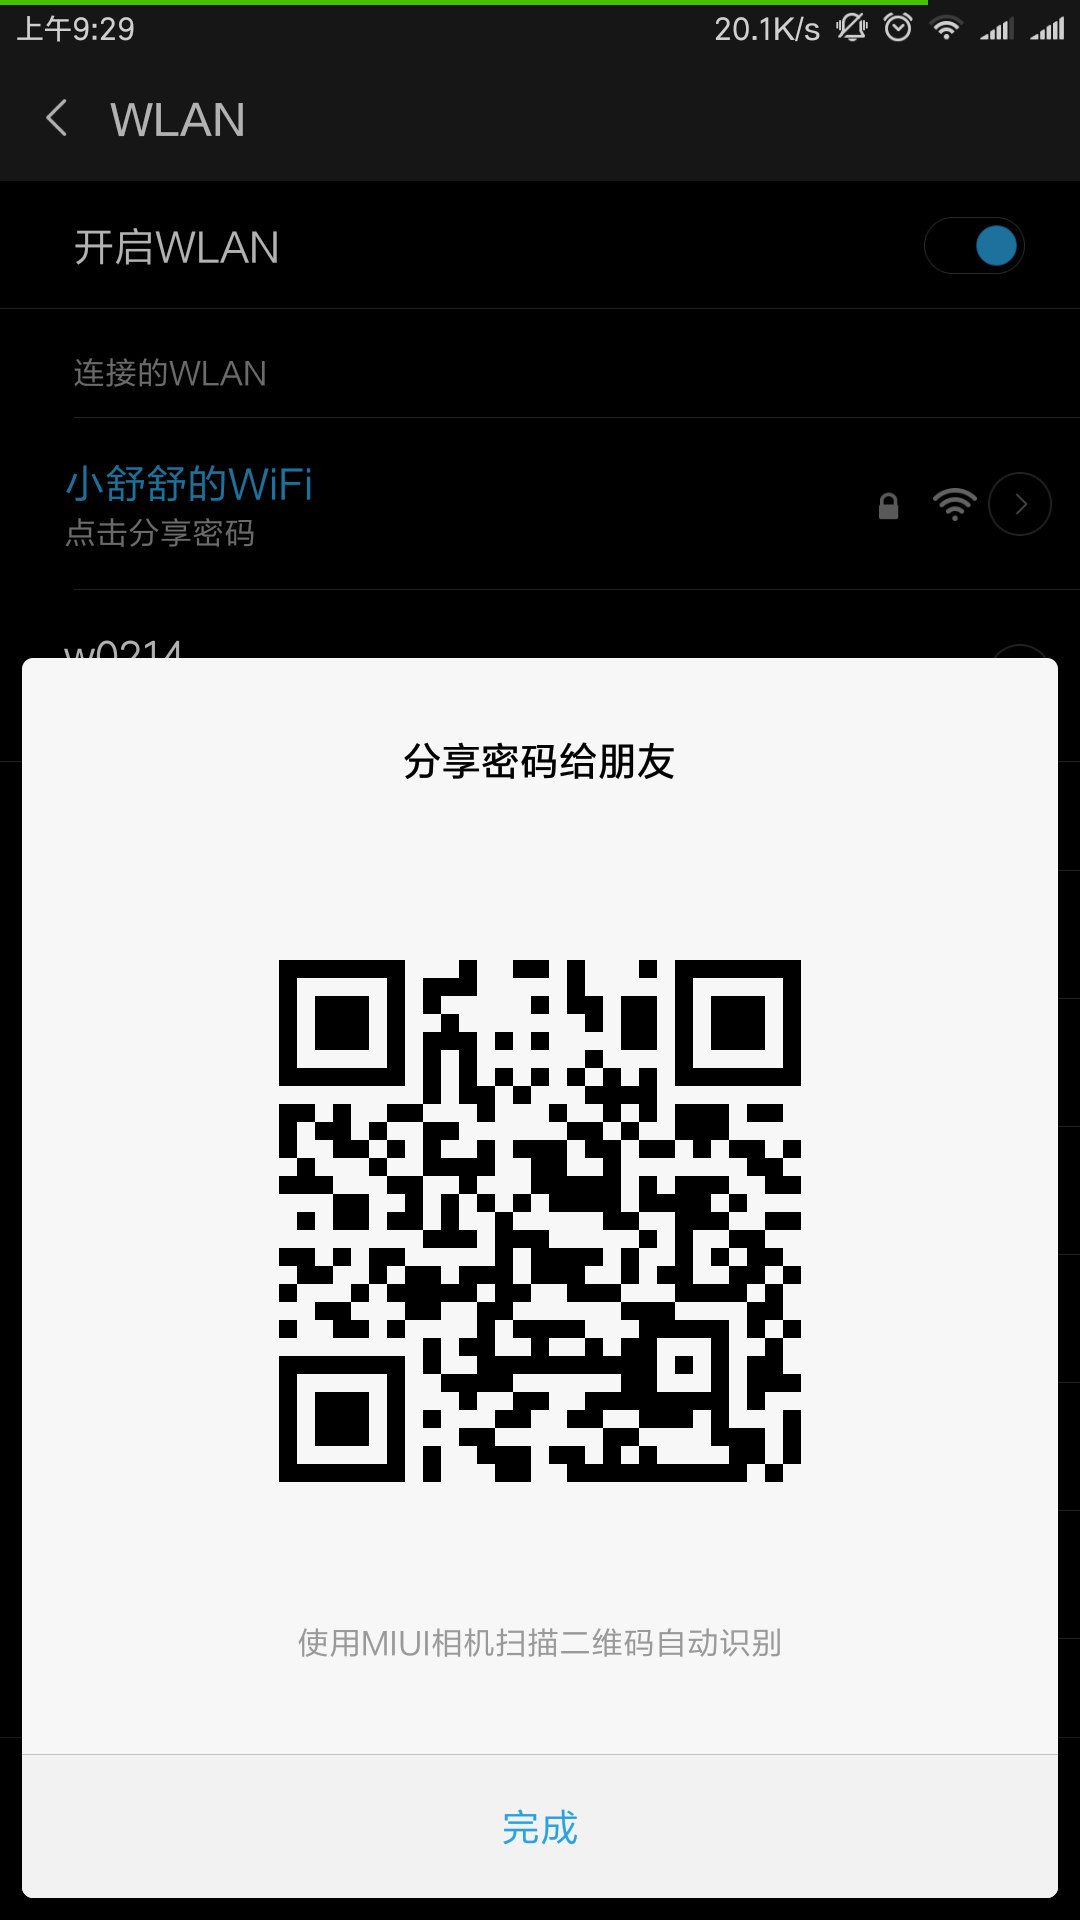 上午9:29
20.1K/s
WLAN
开启WLAN
连接的WLAN
小舒舒的WiFi
点击分享密码
w0214
分享密码给朋友
使用MIUI相机扫描二维码自动识别
完成